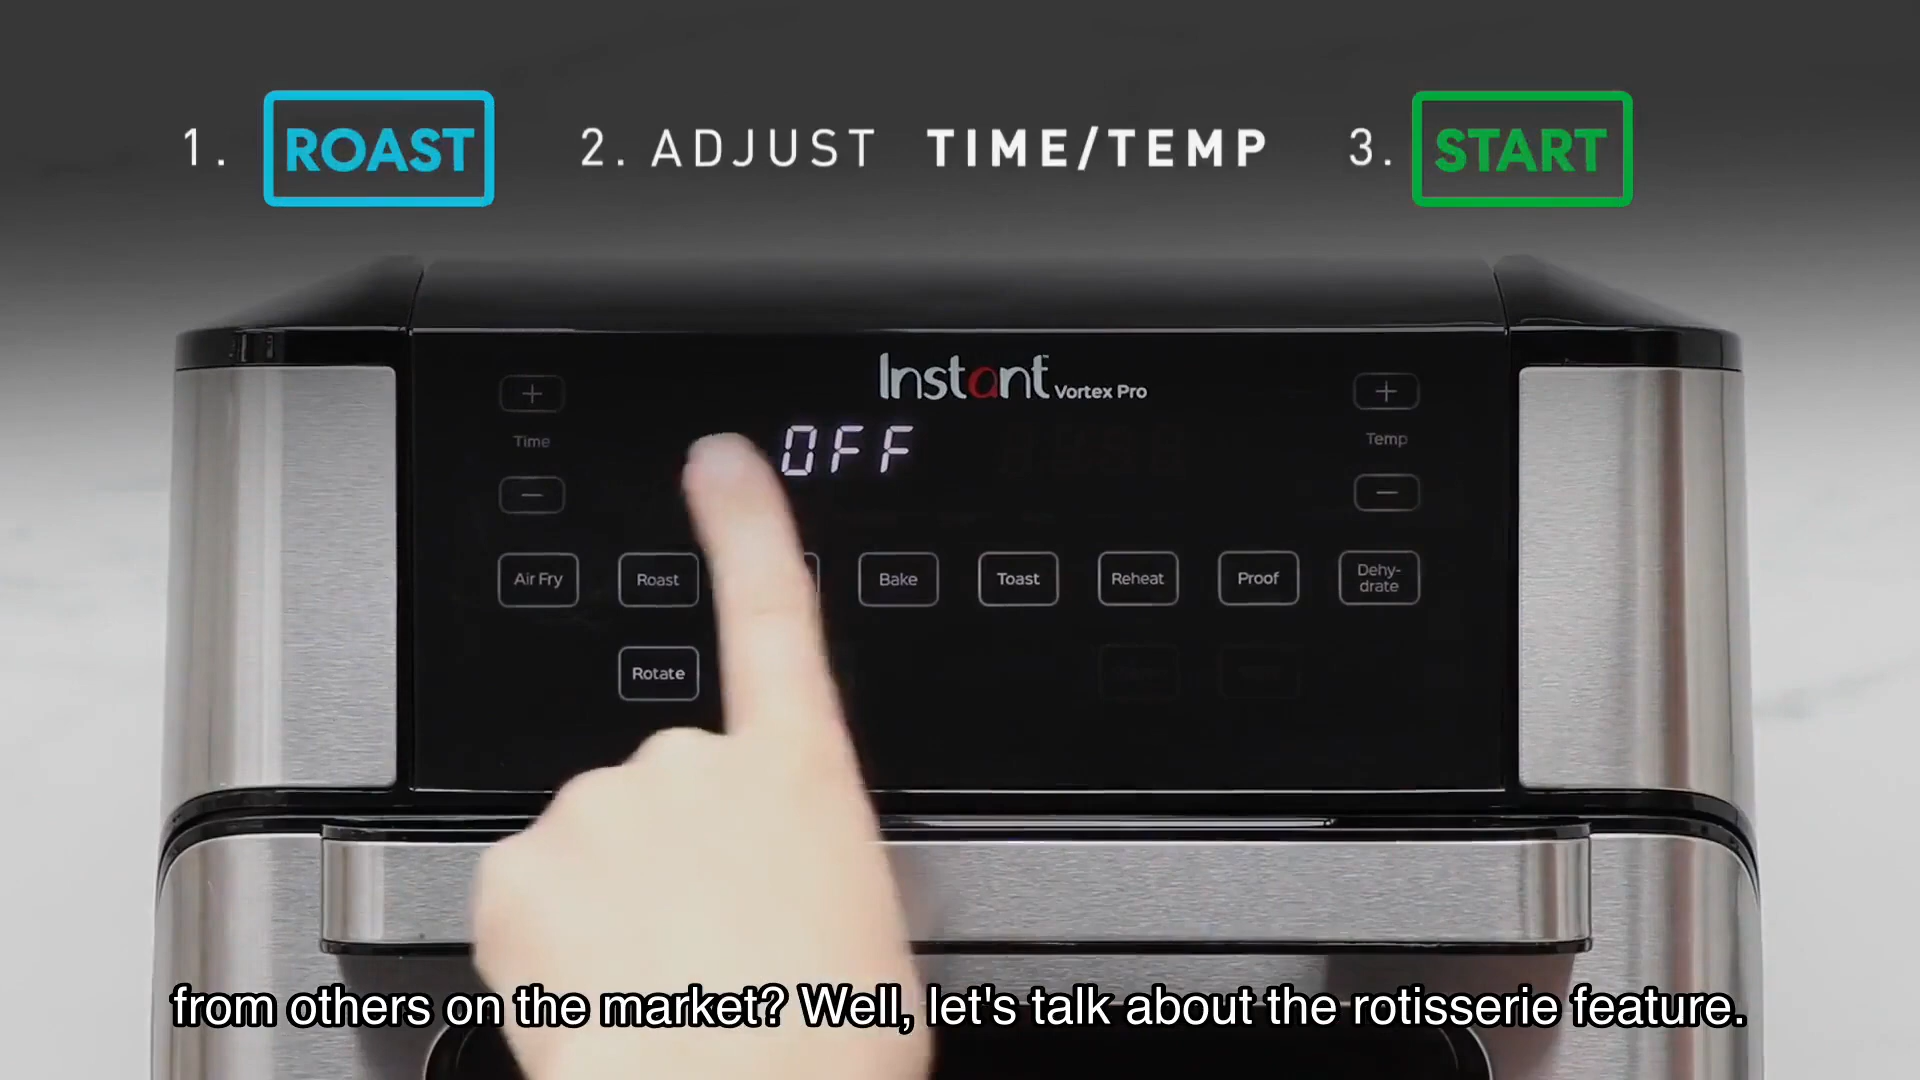 1. ROAST 2. ADJUST TIME/TEMP 3. START
Instant™ Vortex Pro
+ +
Time OFF Temp
− −
Air Fry Roast Bake Toast Reheat Proof Dehy-
drate
Rotate
from others on the market? Well, let's talk about the rotisserie feature.